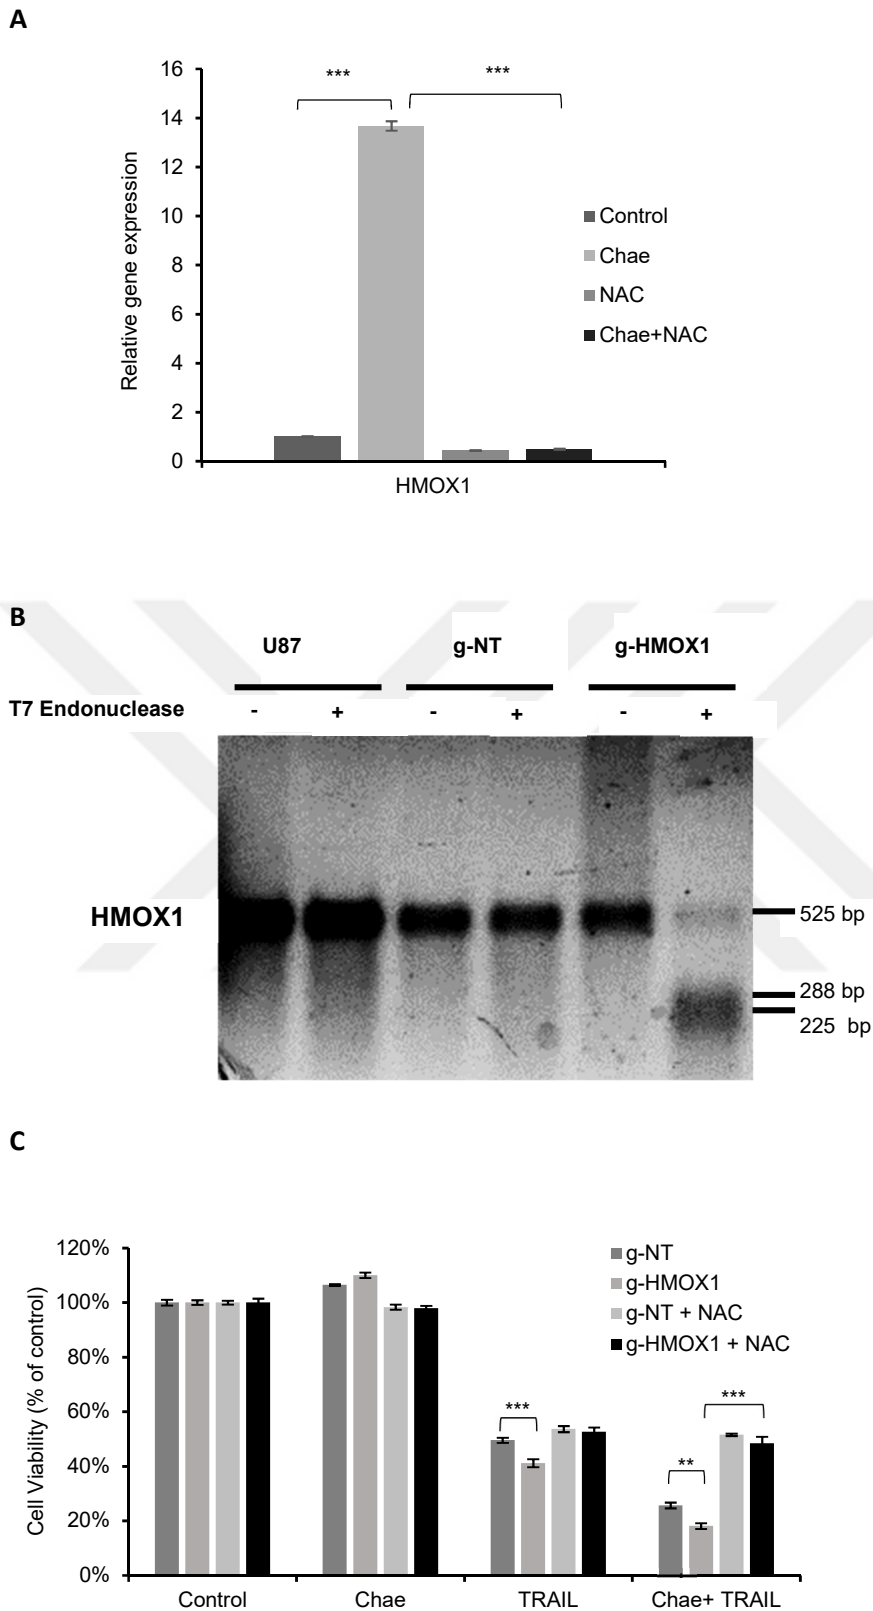 A
***
***
16
14
12
10
8
6
4
2
0
Relative gene expression
Control
Chae
NAC
Chae+NAC
HMOX1
B
U87
g-NT
g-HMOX1
T7 Endonuclease
- + - + - +
HMOX1
525 bp
288 bp
225 bp
C
120%
100%
80%
60%
40%
20%
0%
Cell Viability (% of control)
g-NT
g-HMOX1
g-NT + NAC
g-HMOX1 + NAC
***
***
**
Control
Chae
TRAIL
Chae+ TRAIL